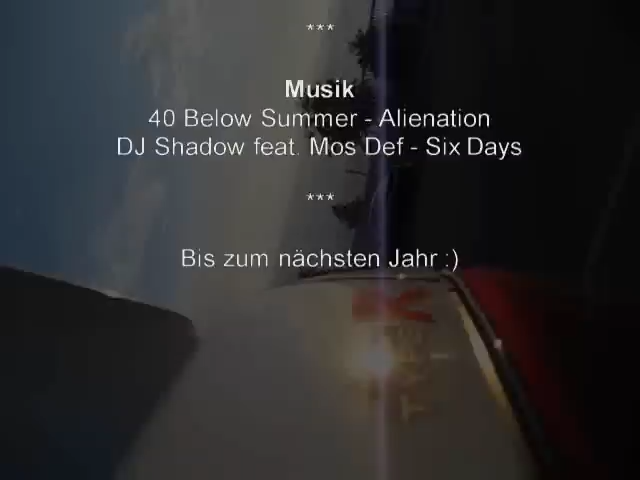 ***
Musik
40 Below Summer - Alienation
DJ Shadow feat. Mos Def - Six Days
***
Bis zum nächsten Jahr :)